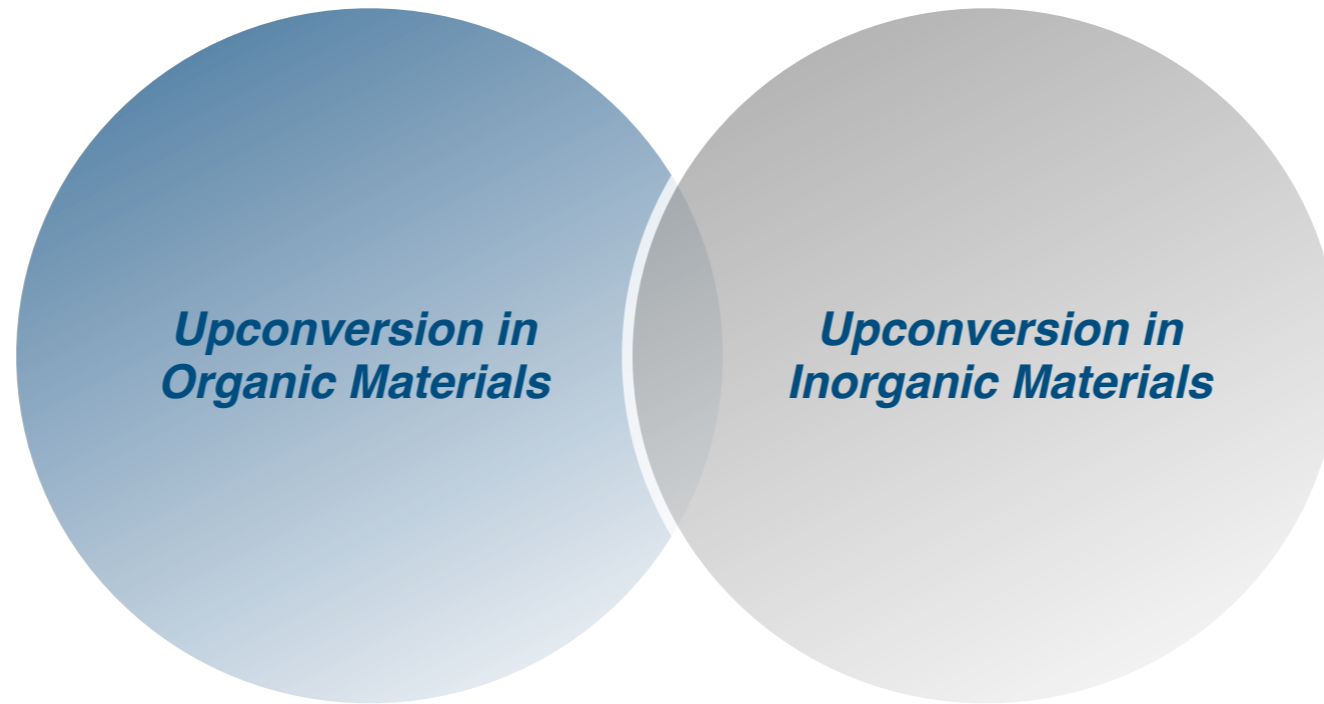 Upconversion in
Organic Materials
Upconversion in
Inorganic Materials